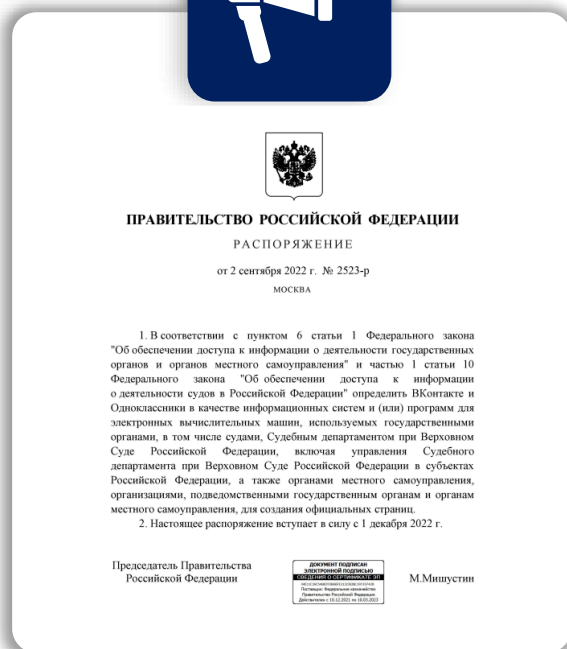 ПРАВИТЕЛЬСТВО РОССИЙСКОЙ ФЕДЕРАЦИИ
РАСПОРЯЖЕНИЕ
от 2 сентября 2022 г. № 2523-р
МОСКВА
1. В соответствии с пунктом 6 статьи 1 Федерального закона
"Об обеспечении доступа к информации о деятельности государственных
органов и органов местного самоуправления" и частью 1 статьи 10
Федерального закона "Об обеспечении доступа к информации
о деятельности судов в Российской Федерации" определить ВКонтакте и
Одноклассники в качестве информационных систем и (или) программ для
электронных вычислительных машин, используемых государственными
органами, в том числе судами, Судебным департаментом при Верховном
Суде Российской Федерации, включая управления Судебного
департамента при Верховном Суде Российской Федерации в субъектах
Российской Федерации, а также органами местного самоуправления,
организациями, подведомственными государственным органам и органам
местного самоуправления, для создания официальных страниц.
2. Настоящее распоряжение вступает в силу с 1 декабря 2022 г.
Председатель Правительства
Российской Федерации
ДОКУМЕНТ ПОДПИСАН
ЭЛЕКТРОННОЙ ПОДПИСЬЮ
СВЕДЕНИЯ О СЕРТИФИКАТЕ ЭП
М.Мишустин